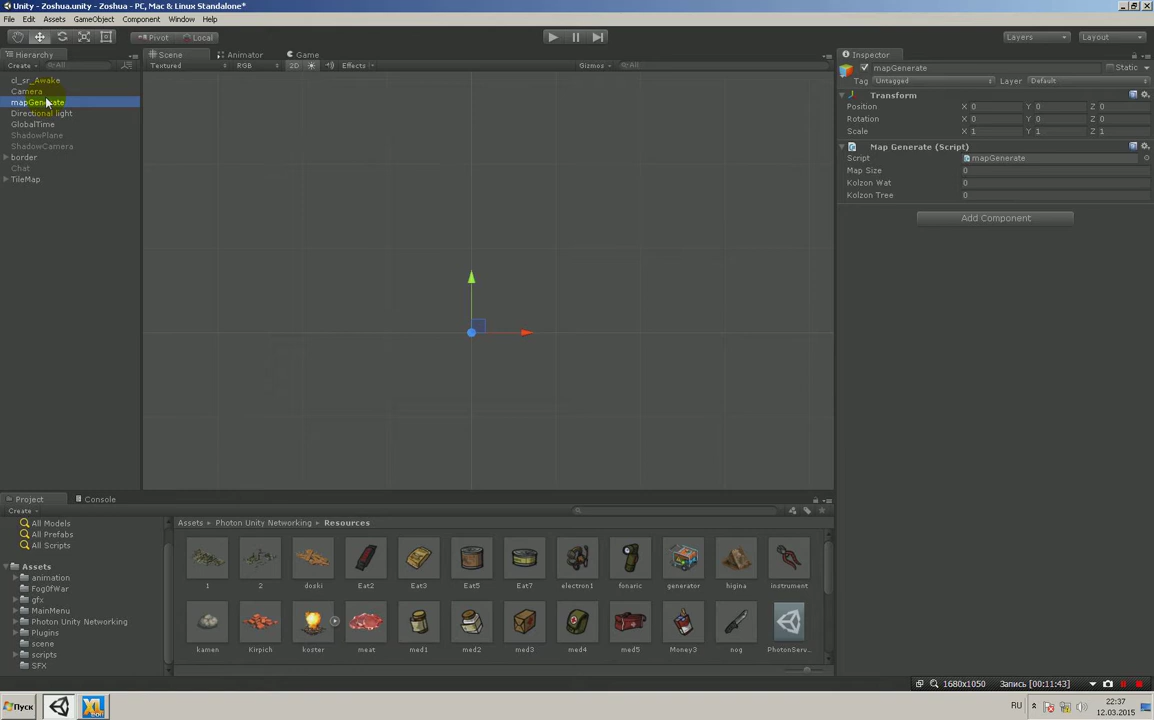 Unity - Zoshua.unity - Zoshua - PC, Mac & Linux Standalone*
File Edit Assets GameObject Component Window Help
Pivot Local Layers Layout
Hierarchy
Create All
cl_sr_Awake
Camera
mapGenerate
Directional light
GlobalTime
ShadowPlane
ShadowCamera
border
Chat
TileMap
Scene Animator Game
Textured RGB 2D Effects Gizmos All
Inspector
mapGenerate Static
Tag Untagged Layer Default
Transform
Position X 0 Y 0 Z 0
Rotation X 0 Y 0 Z 0
Scale X 1 Y 1 Z 1
Map Generate (Script)
Script mapGenerate
Map Size 0
Kolzon Wat 0
Kolzon Tree 0
Add Component
Project Console
Create
All Models
All Prefabs
All Scripts
Assets
animation
FogOfWar
gfx
MainMenu
Photon Unity Networking
Plugins
scene
scripts
SFX
Assets Photon Unity Networking Resources
1 2 doski Eat2 Eat3 Eat5 Eat7 electron1 fonaric generator higina instrument
kamen Kirpich koster meat med1 med2 med3 med4 med5 Money3 nog PhotonServ...
1680x1050 Запись [00:11:43]
Пуск
RU
22:37
12.03.2015